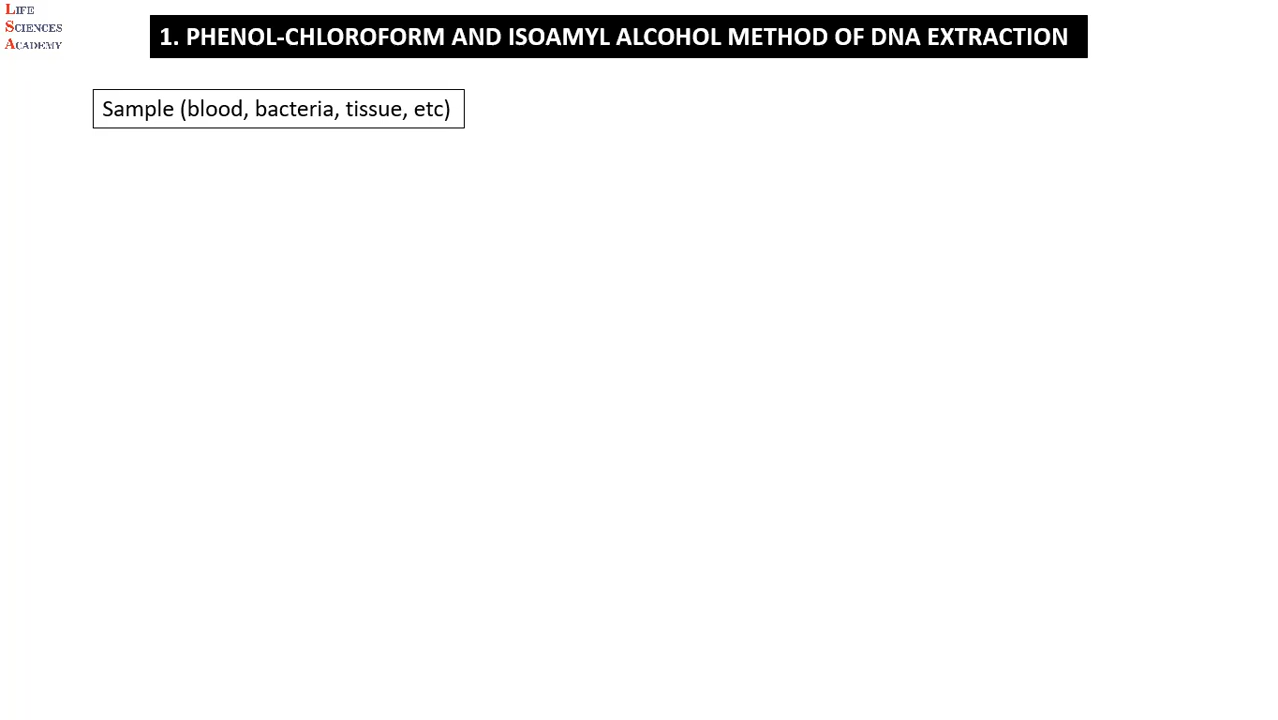 LIFE
SCIENCES
ACADEMY
1. PHENOL-CHLOROFORM AND ISOAMYL ALCOHOL METHOD OF DNA EXTRACTION
Sample (blood, bacteria, tissue, etc)